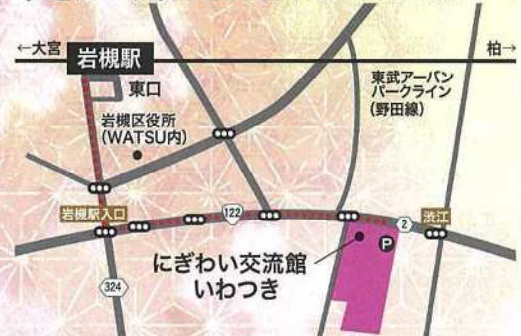 ←大宮
柏→
岩槻駅
東口
東武アーバン
パークライン
(野田線)
岩槻区役所
(WATSU内)
岩槻駅入口
122
2
渋江
P
にぎわい交流館
いわつき
324